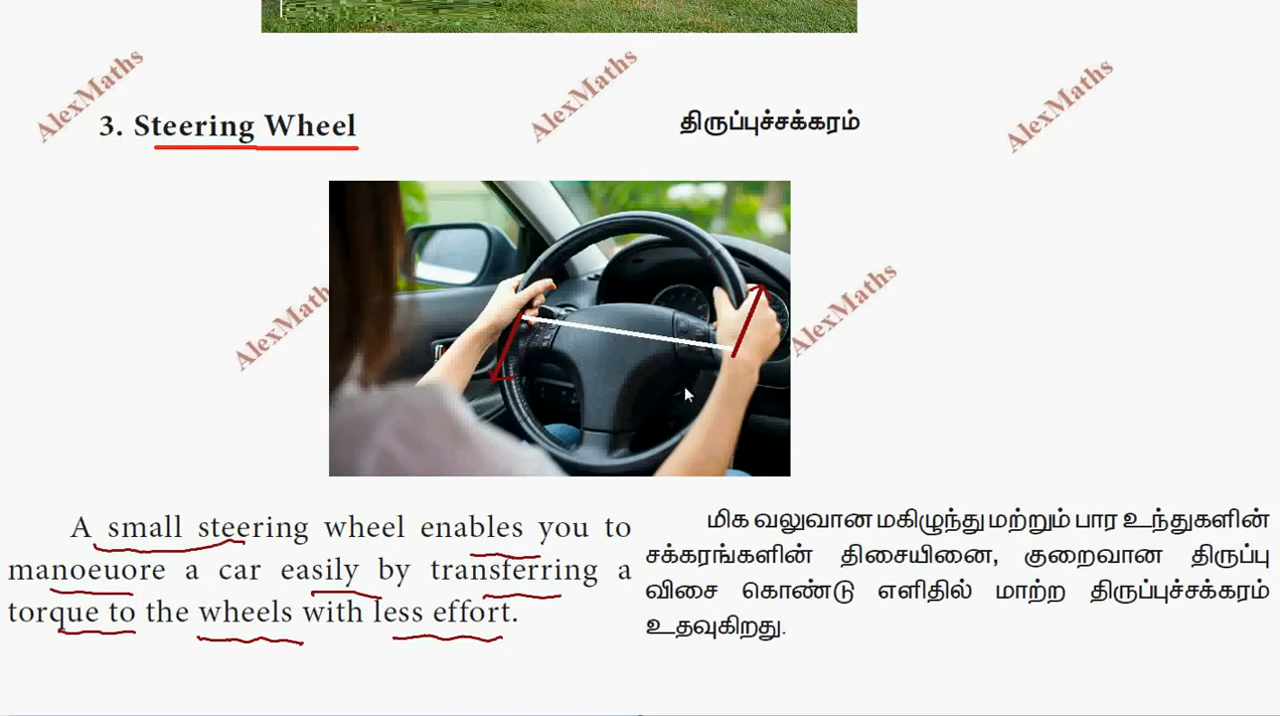 AlexMaths
AlexMaths
AlexMaths
3. Steering Wheel
திருப்புச்சக்கரம்
AlexMath
AlexMaths
A small steering wheel enables you to
manoeuore a car easily by transferring a
torque to the wheels with less effort.
மிக வலுவான மகிழுந்து மற்றும் பார உந்துகளின்
சக்கரங்களின் திசையினை, குறைவான திருப்பு
விசை கொண்டு எளிதில் மாற்ற திருப்புச்சக்கரம்
உதவுகிறது.